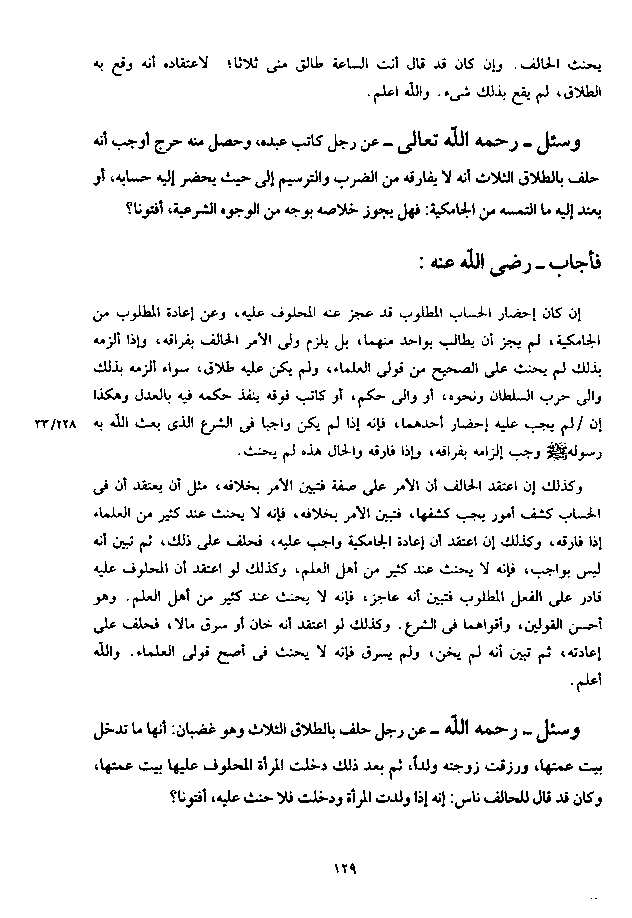 يحنث الحالف. وإن كان قد قال أنت الساعة طالق منى ثلاثا؛ لاعتقاده أنه وقع به
الطلاق، لم يقع بذلك شىء. والله أعلم.
وسئل ـ رحمه الله تعالى ـ عن رجل كاتب عبده، وحصل منه حرج أوجب أنه
حلف بالطلاق الثلاث أنه لا يفارقه من الضرب والترسيم إلى حيث يحضر إليه حسابه، أو
يعتد إليه ما التمسه من الجامكية: فهل يجوز خلاصه بوجه من الوجوه الشرعية، أفتونا؟
فأجاب ـ رضى الله عنه :
إن كان إحضار الحساب المطلوب قد عجز عنه المحلوف عليه، وعن إعادة المطلوب من
الجامكية، لم يجز أن يطالب بواحد منهما، بل يلزم ولى الأمر الحالف بفراقه، وإذا ألزمه
بذلك لم يحنث على الصحيح من قولى العلماء، ولم يكن عليه طلاق، سواء ألزمه بذلك
والى حرب السلطان ونحوه، أو والى حكم، أو كاتب فوقه ينفذ حكمه فيه بالعدل وهكذا
إن / لم يجب عليه إحضار أحدهما، فإنه إذا لم يكن واجبا فى الشرع الذى بعث الله به ٣٣/٢٢٨
رسوله ﷺ وجب إلزامه بفراقه، وإذا فارقه والحال هذه لم يحنث.
وكذلك إن اعتقد الحالف أن الأمر على صفة فتبين الأمر بخلافه، مثل أن يعتقد أن فى
الحساب كشف أمور يجب كشفها، فتبين الأمر بخلافه، فإنه لا يحنث عند كثير من العلماء
إذا فارقه، وكذلك إن اعتقد أن إعادة الجامكية واجب عليه، فحلف على ذلك، ثم تبين أنه
ليس بواجب، فإنه لا يحنث عند كثير من أهل العلم، وكذلك لو اعتقد أن المحلوف عليه
قادر على الفعل المطلوب فتبين أنه عاجز، فإنه لا يحنث عند كثير من أهل العلم. وهو
أحسن القولين، وأقواهما فى الشرع. وكذلك لو اعتقد أنه خان أو سرق مالا، فحلف على
إعادته، ثم تبين أنه لم يخن، ولم يسرق فإنه لا يحنث فى أصح قولى العلماء. والله
أعلم.
وسئل ـ رحمه الله ـ عن رجل حلف بالطلاق الثلاث وهو غضبان: أنها ما تدخل
بيت عمتها، ورزقت زوجته ولداً، ثم بعد ذلك دخلت المرأة المحلوف عليها بيت عمتها،
وكان قد قال للحالف ناس: إنه إذا ولدت المرأة ودخلت فلا حنث عليه، أفتونا؟
١٢٩